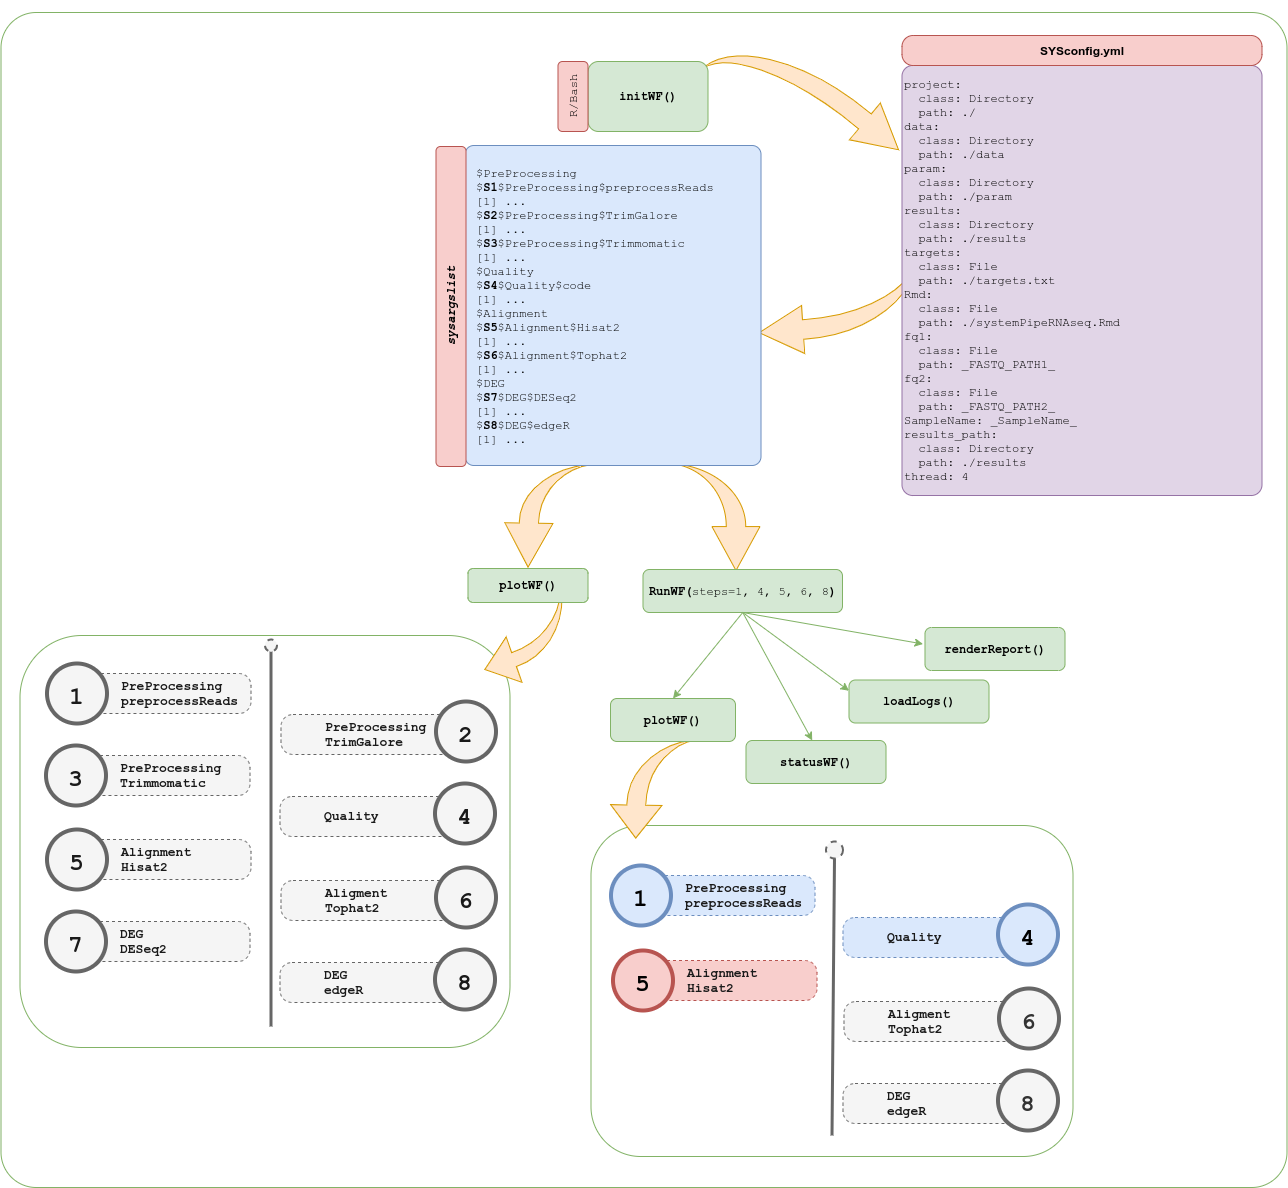 R/Bash
initWF()
SYSconfig.yml
project:
  class: Directory
  path: ./
data:
  class: Directory
  path: ./data
param:
  class: Directory
  path: ./param
results:
  class: Directory
  path: ./results
targets:
  class: File
  path: ./targets.txt
Rmd:
  class: File
  path: ./systemPipeRNAseq.Rmd
fq1:
  class: File
  path: _FASTQ_PATH1_
fq2:
  class: File
  path: _FASTQ_PATH2_
SampleName: _SampleName_
results_path:
  class: Directory
  path: ./results
thread: 4
sysargslist
$PreProcessing
$S1$PreProcessing$preprocessReads
[1] ...
$S2$PreProcessing$TrimGalore
[1] ...
$S3$PreProcessing$Trimmomatic
[1] ...
$Quality
$S4$Quality$code
[1] ...
$Alignment
$S5$Alignment$Hisat2
[1] ...
$S6$Alignment$Tophat2
[1] ...
$DEG
$S7$DEG$DESeq2
[1] ...
$S8$DEG$edgeR
[1] ...
plotWF()
RunWF(steps=1, 4, 5, 6, 8)
renderReport()
loadLogs()
plotWF()
statusWF()
1
PreProcessing
preprocessReads
PreProcessing
TrimGalore
2
3
PreProcessing
Trimmomatic
Quality
4
5
Alignment
Hisat2
Aligment
Tophat2
6
7
DEG
DESeq2
DEG
edgeR
8
1
PreProcessing
preprocessReads
Quality
4
5
Alignment
Hisat2
Aligment
Tophat2
6
DEG
edgeR
8